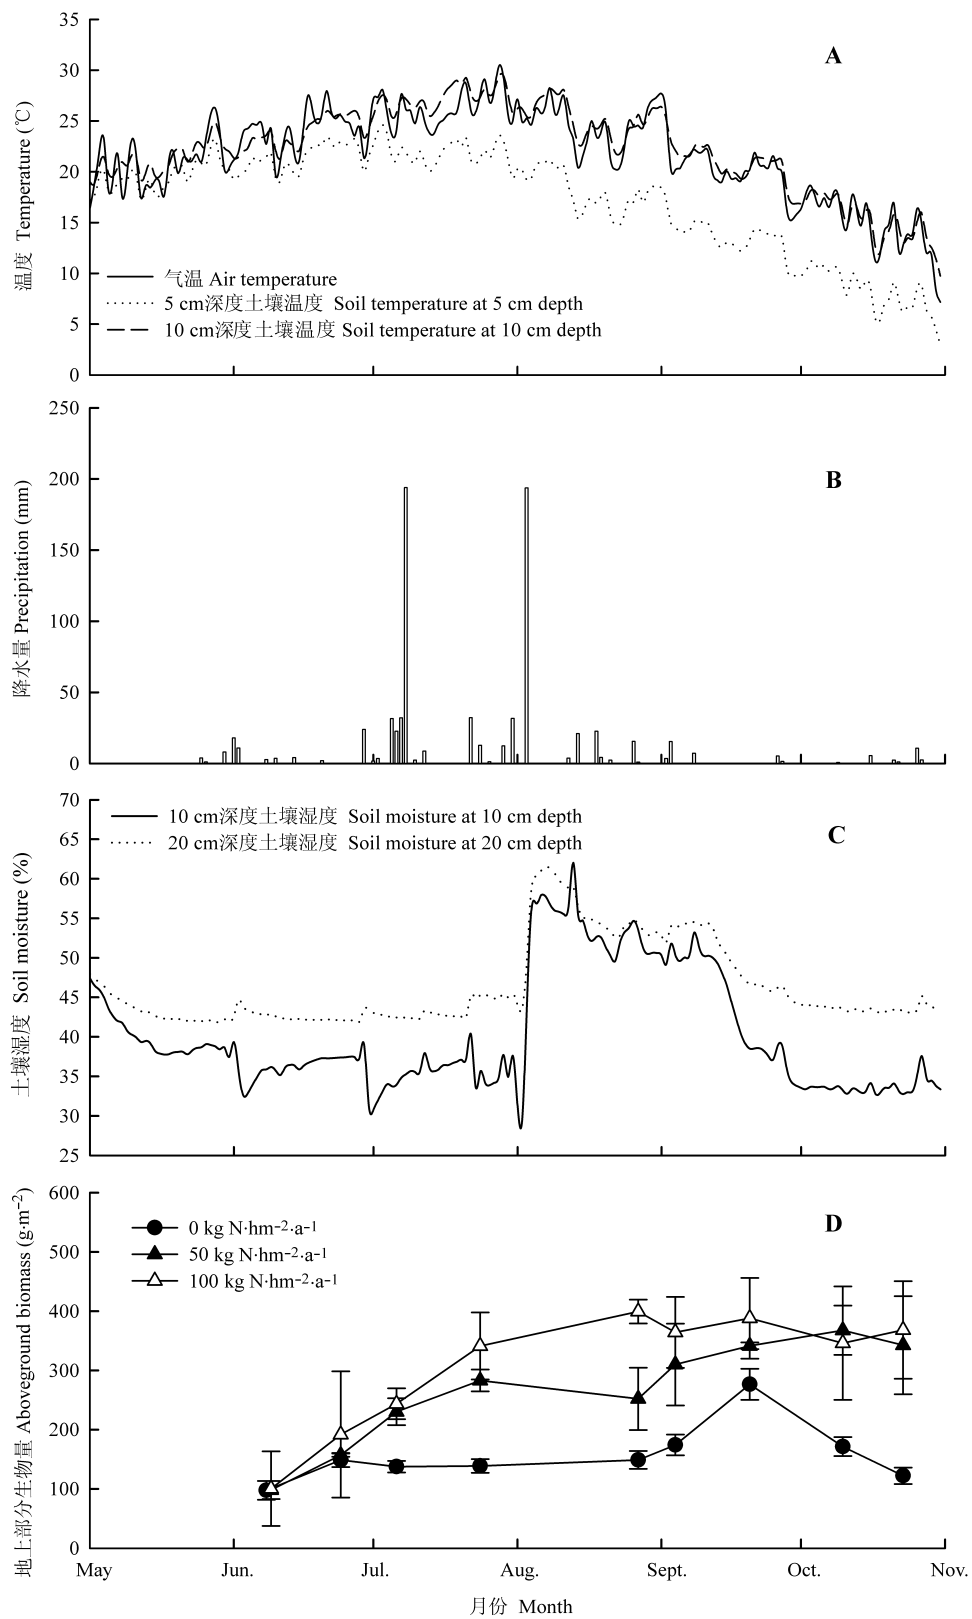 35
30
25
20
15
10
5
0
温度 Temperature (℃)
A
气温 Air temperature
5 cm深度土壤温度 Soil temperature at 5 cm depth
10 cm深度土壤温度 Soil temperature at 10 cm depth
250
200
150
100
50
0
降水量 Precipitation (mm)
B
70
65
60
55
50
45
40
35
30
25
土壤湿度 Soil moisture (%)
10 cm深度土壤湿度 Soil moisture at 10 cm depth
20 cm深度土壤湿度 Soil moisture at 20 cm depth
C
600
500
400
300
200
100
0
地上部分生物量 Aboveground biomass (g·m⁻²)
0 kg N·hm⁻²·a⁻¹
50 kg N·hm⁻²·a⁻¹
100 kg N·hm⁻²·a⁻¹
D
May Jun. Jul. Aug. Sept. Oct. Nov.
月份 Month